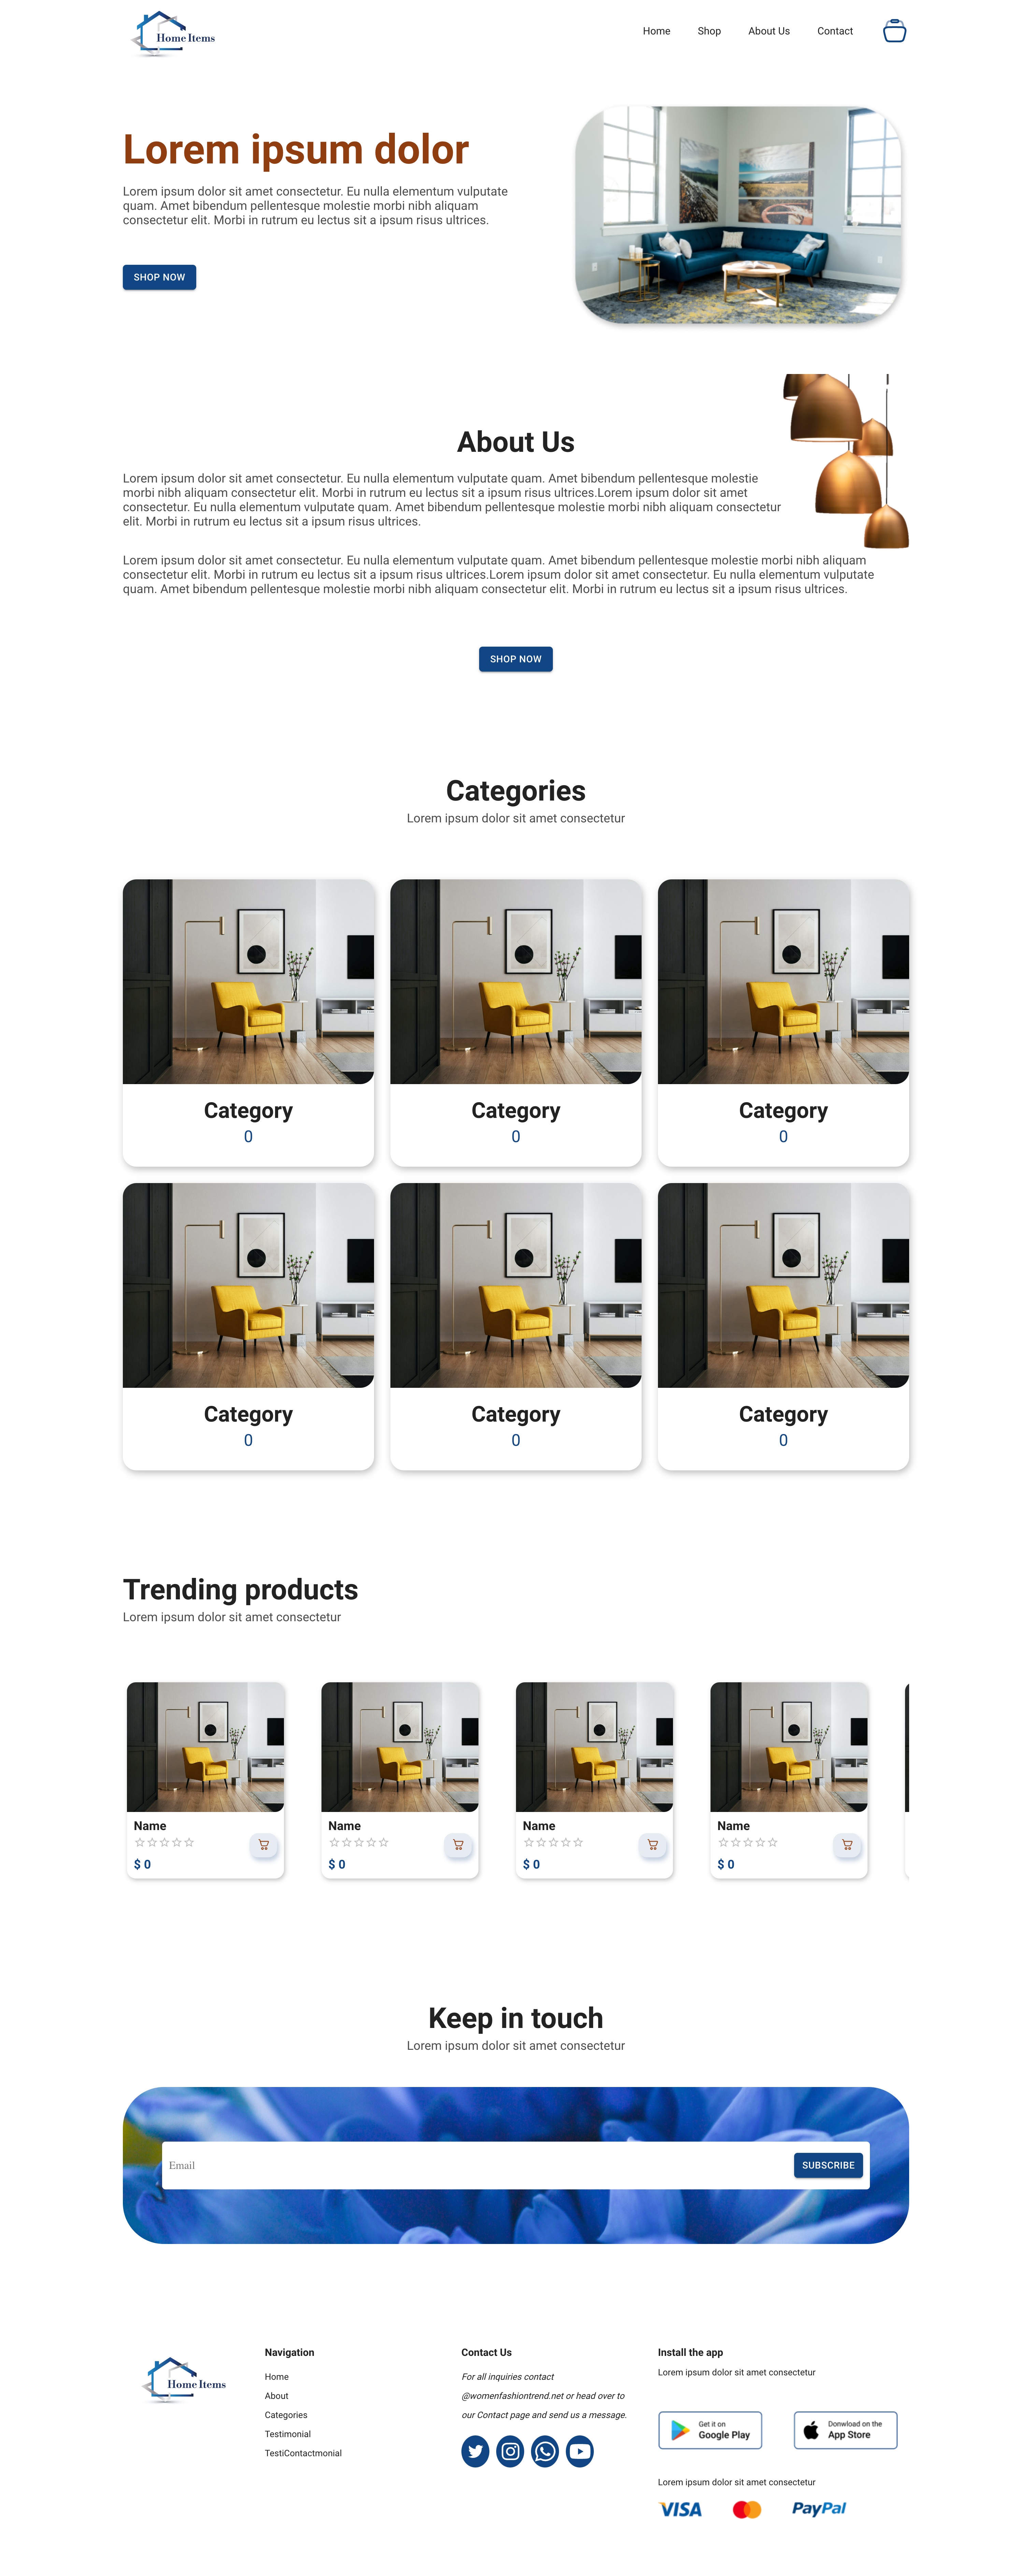 Home Items
Home Shop About Us Contact
Lorem ipsum dolor
Lorem ipsum dolor sit amet consectetur. Eu nulla elementum vulputate
quam. Amet bibendum pellentesque molestie morbi nibh aliquam
consectetur elit. Morbi in rutrum eu lectus sit a ipsum risus ultrices.
SHOP NOW
About Us
Lorem ipsum dolor sit amet consectetur. Eu nulla elementum vulputate quam. Amet bibendum pellentesque molestie
morbi nibh aliquam consectetur elit. Morbi in rutrum eu lectus sit a ipsum risus ultrices.Lorem ipsum dolor sit amet
consectetur. Eu nulla elementum vulputate quam. Amet bibendum pellentesque molestie morbi nibh aliquam consectetur
elit. Morbi in rutrum eu lectus sit a ipsum risus ultrices.
Lorem ipsum dolor sit amet consectetur. Eu nulla elementum vulputate quam. Amet bibendum pellentesque molestie morbi nibh aliquam
consectetur elit. Morbi in rutrum eu lectus sit a ipsum risus ultrices.Lorem ipsum dolor sit amet consectetur. Eu nulla elementum vulputate
quam. Amet bibendum pellentesque molestie morbi nibh aliquam consectetur elit. Morbi in rutrum eu lectus sit a ipsum risus ultrices.
SHOP NOW
Categories
Lorem ipsum dolor sit amet consectetur
Category Category Category
0 0 0
Category Category Category
0 0 0
Trending products
Lorem ipsum dolor sit amet consectetur
Name Name Name Name
$ 0 $ 0 $ 0 $ 0
Keep in touch
Lorem ipsum dolor sit amet consectetur
Email SUBSCRIBE
Home Items
Navigation
Home
About
Categories
Testimonial
TestiContactmonial
Contact Us
For all inquiries contact
@womenfashiontrend.net or head over to
our Contact page and send us a message.
Install the app
Lorem ipsum dolor sit amet consectetur
Get it on
Google Play
Donwload on the
App Store
Lorem ipsum dolor sit amet consectetur
VISA PayPal